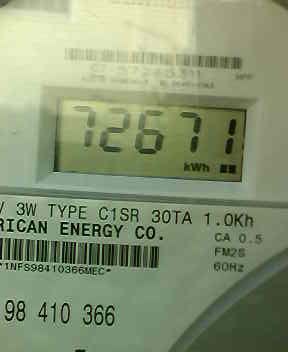 72671
kWh
V 3W TYPE C1SR 30TA 1.0Kh
RICAN ENERGY CO.
CA 0.5
FM2S
*1NFS98410366MEC*
60Hz
98 410 366